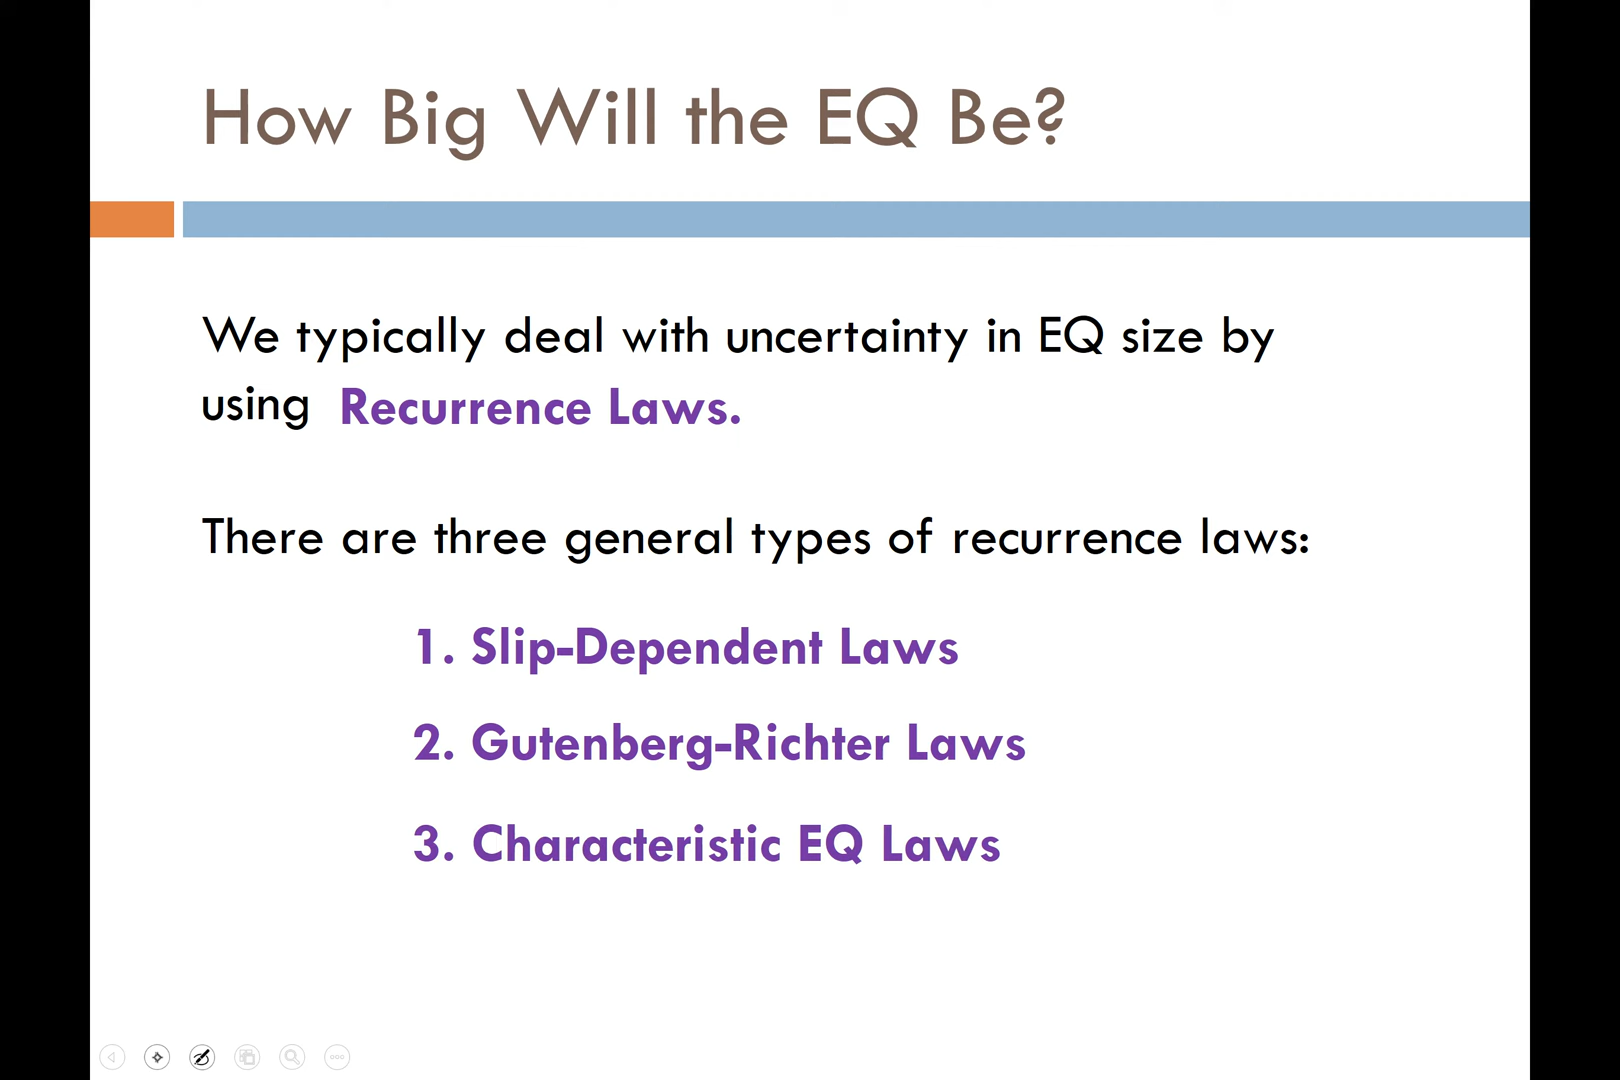 How Big Will the EQ Be?
We typically deal with uncertainty in EQ size by
using Recurrence Laws.
There are three general types of recurrence laws:
1. Slip-Dependent Laws
2. Gutenberg-Richter Laws
3. Characteristic EQ Laws